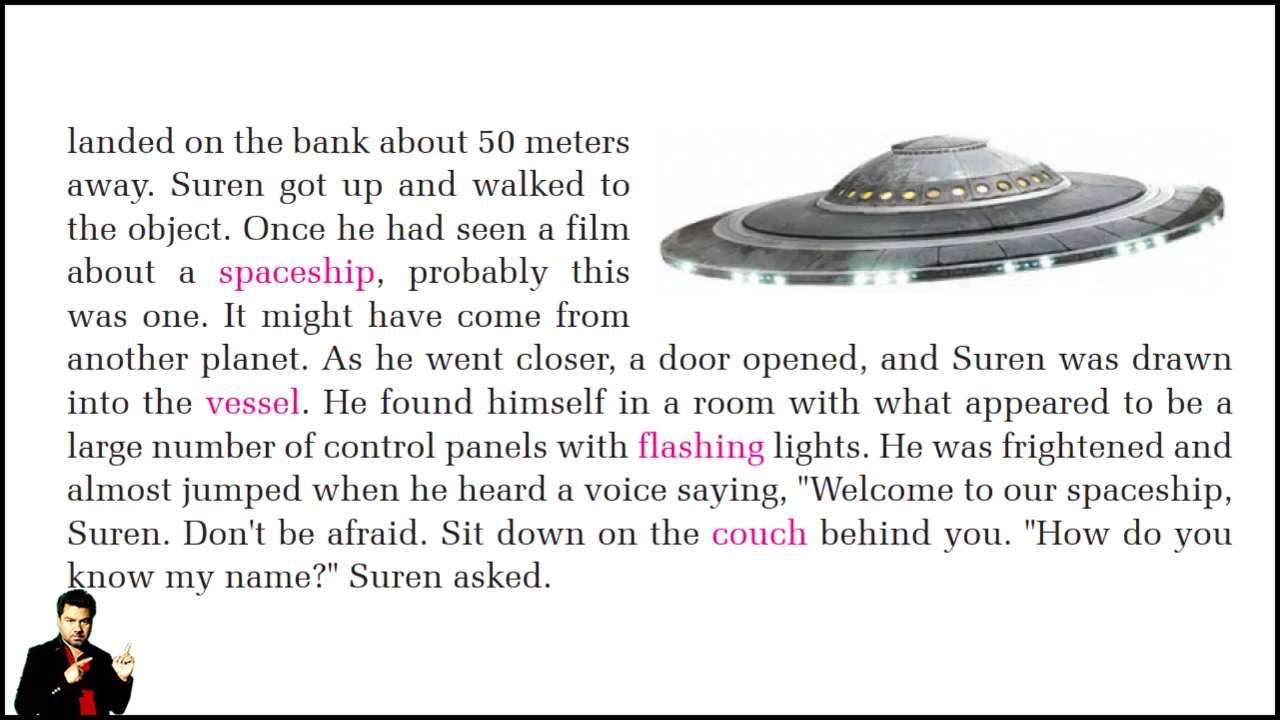 landed on the bank about 50 meters
away. Suren got up and walked to
the object. Once he had seen a film
about a spaceship, probably this
was one. It might have come from
another planet. As he went closer, a door opened, and Suren was drawn
into the vessel. He found himself in a room with what appeared to be a
large number of control panels with flashing lights. He was frightened and
almost jumped when he heard a voice saying, "Welcome to our spaceship,
Suren. Don't be afraid. Sit down on the couch behind you. "How do you
know my name?" Suren asked.